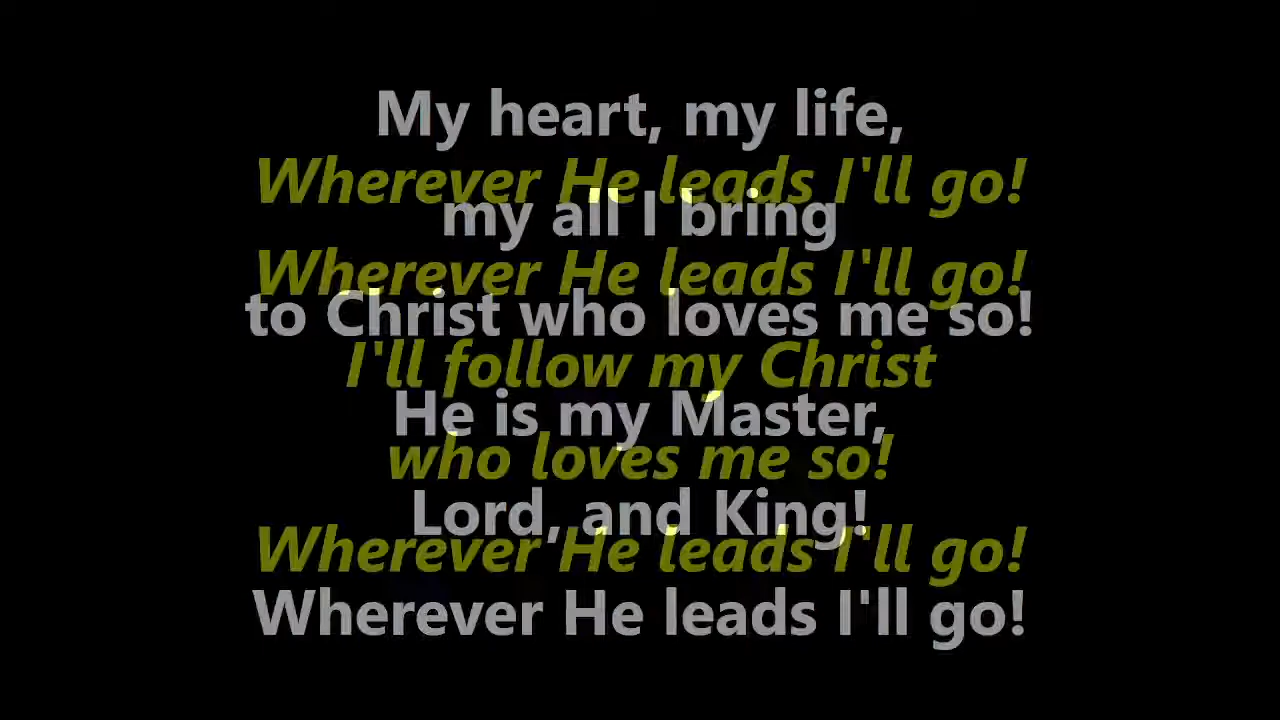 My heart, my life,
Wherever He leads I'll go!
my all I bring
Wherever He leads I'll go!
to Christ who loves me so!
I'll follow my Christ
He is my Master,
who loves me so!
Lord, and King!
Wherever He leads I'll go!
Wherever He leads I'll go!